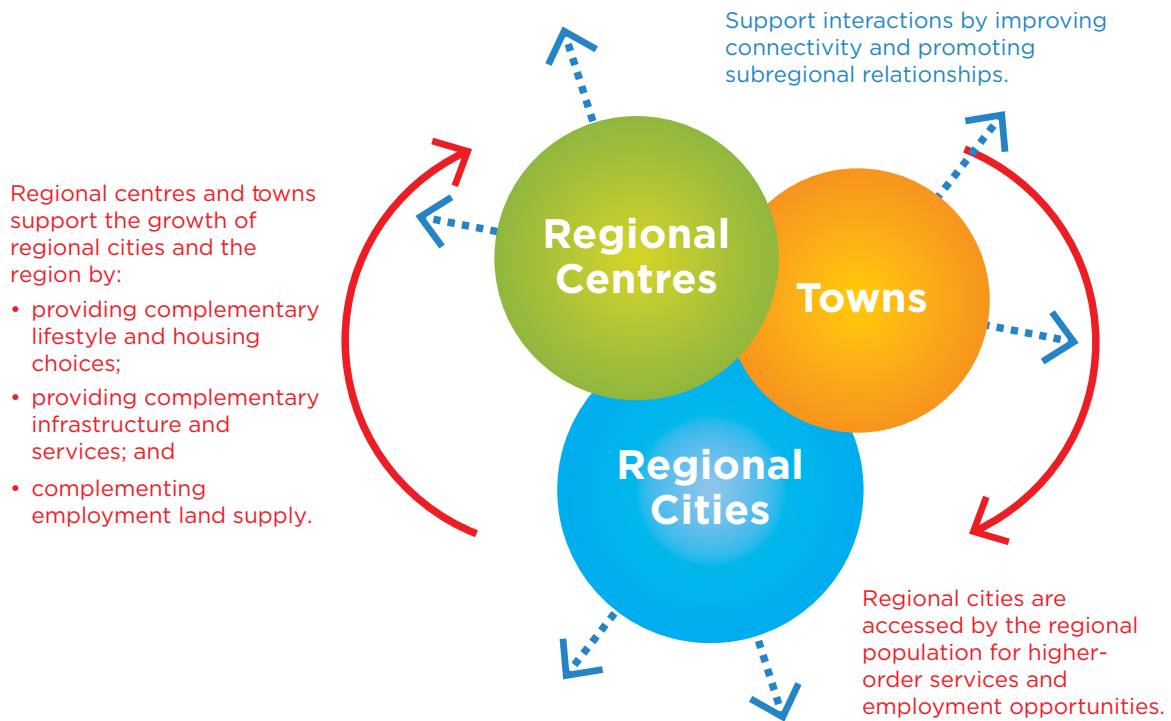 Support interactions by improving
connectivity and promoting
subregional relationships.
Regional centres and towns
support the growth of
regional cities and the
region by:
• providing complementary
lifestyle and housing
choices;
• providing complementary
infrastructure and
services; and
• complementing
employment land supply.
Regional
Centres
Towns
Regional
Cities
Regional cities are
accessed by the regional
population for higher-
order services and
employment opportunities.